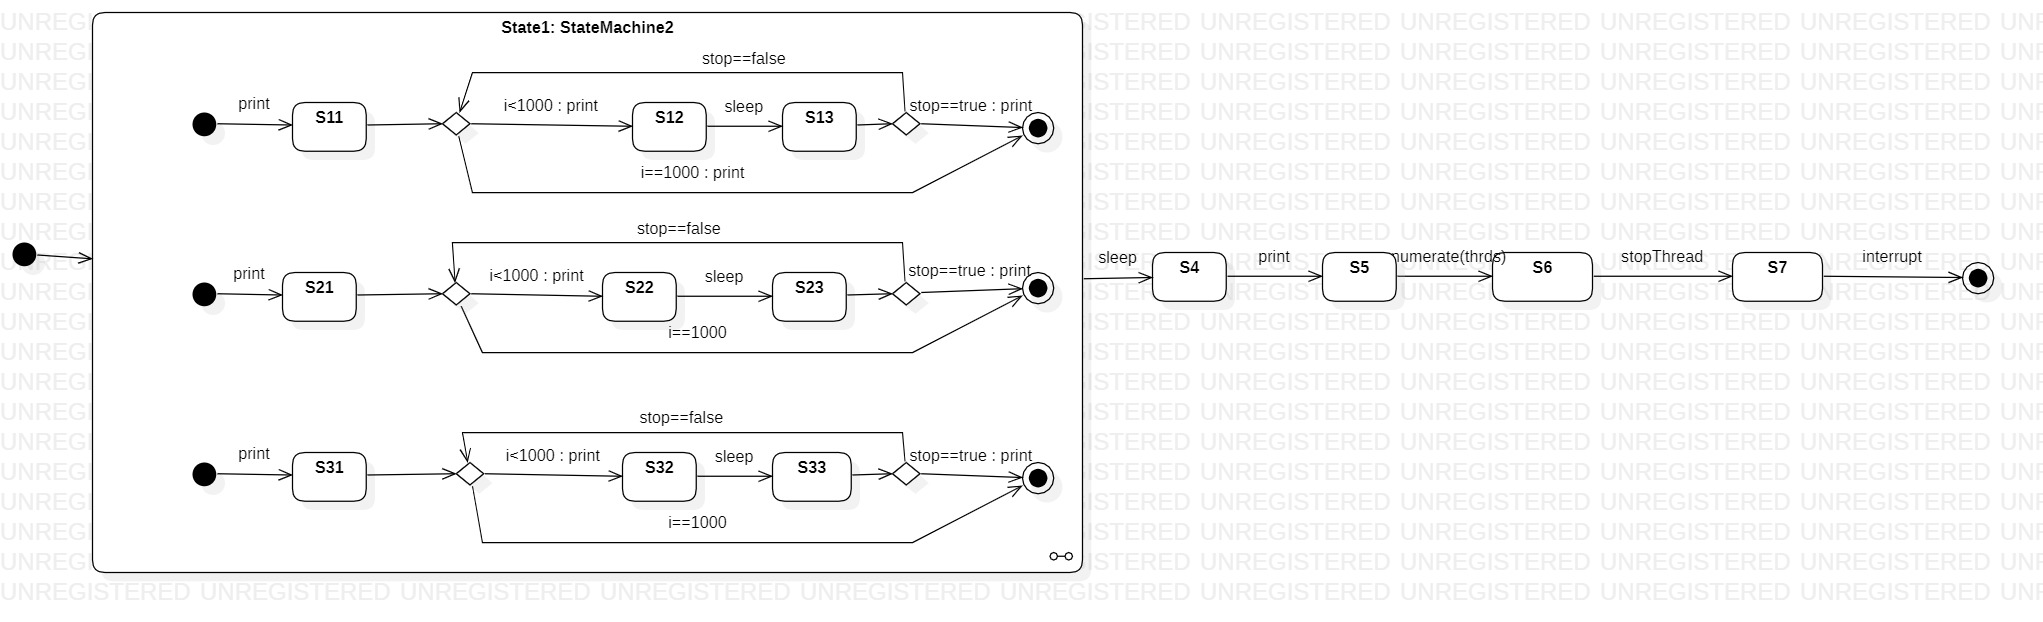 State1: StateMachine2
stop==false
print
S11
i<1000 : print
S12
sleep
S13
stop==true : print
i==1000 : print
stop==false
print
S21
i<1000 : print
S22
sleep
S23
stop==true : print
i==1000
stop==false
print
S31
i<1000 : print
S32
sleep
S33
stop==true : print
i==1000
sleep
S4
print
S5
numerate(thrds)
S6
stopThread
S7
interrupt
UNREGISTERED UNREGISTERED UNREGISTERED UNREGISTERED UNREGISTERED UNREGISTERED UNREGISTERED UNREGISTERED UNREGISTERED UNREGISTERED